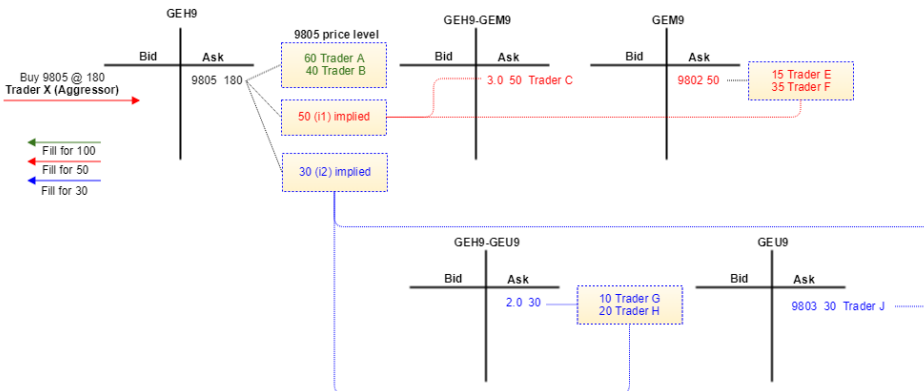 GEH9
Bid Ask
9805 180
Buy 9805 @ 180
Trader X (Aggressor)
Fill for 100
Fill for 50
Fill for 30
9805 price level
60 Trader A
40 Trader B
50 (i1) implied
30 (i2) implied
GEH9-GEM9
Bid Ask
3.0 50 Trader C
GEM9
Bid Ask
9802 50
15 Trader E
35 Trader F
GEH9-GEU9
Bid Ask
2.0 30
10 Trader G
20 Trader H
GEU9
Bid Ask
9803 30 Trader J